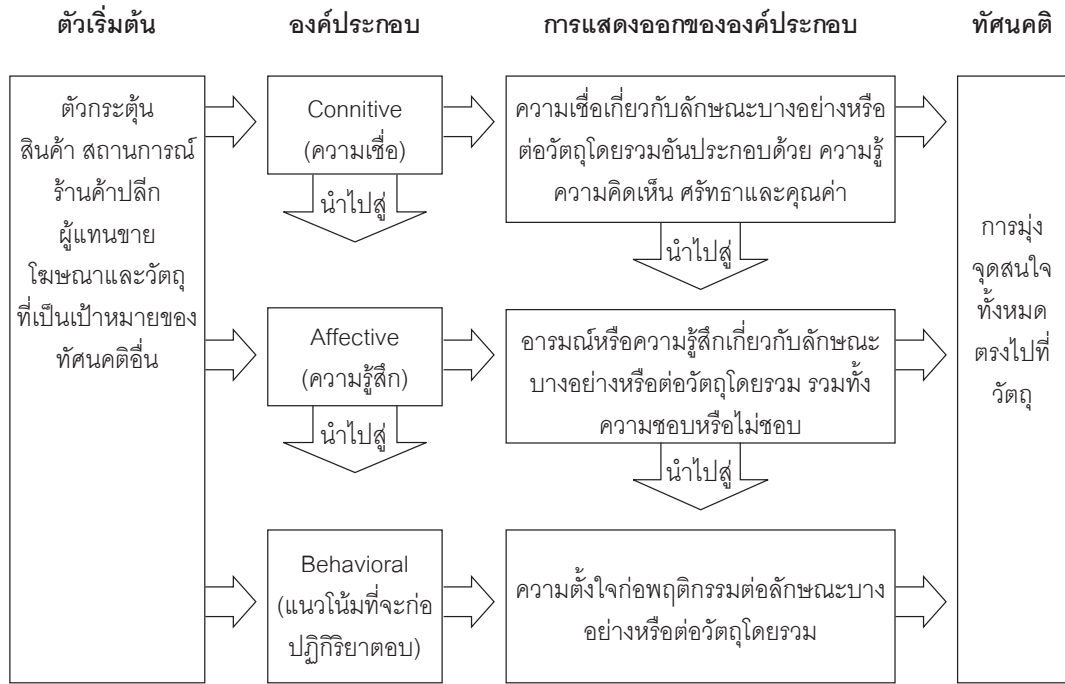 ตัวเริ่มต้น
องค์ประกอบ
การแสดงออกขององค์ประกอบ
ทัศนคติ
ตัวกระตุ้น
สินค้า สถานการณ์
ร้านค้าปลีก
ผู้แทนขาย
โฆษณาและวัตถุ
ที่เป็นเป้าหมายของ
ทัศนคติอื่น
Connitive
(ความเชื่อ)
นำไปสู่
ความเชื่อเกี่ยวกับลักษณะบางอย่างหรือ
ต่อวัตถุโดยรวมอันประกอบด้วย ความรู้
ความคิดเห็น ศรัทธาและคุณค่า
นำไปสู่
Affective
(ความรู้สึก)
นำไปสู่
อารมณ์หรือความรู้สึกเกี่ยวกับลักษณะ
บางอย่างหรือต่อวัตถุโดยรวม รวมทั้ง
ความชอบหรือไม่ชอบ
นำไปสู่
Behavioral
(แนวโน้มที่จะก่อ
ปฏิกิริยาตอบ)
ความตั้งใจก่อพฤติกรรมต่อลักษณะบาง
อย่างหรือต่อวัตถุโดยรวม
การมุ่ง
จุดสนใจ
ทั้งหมด
ตรงไปที่
วัตถุ